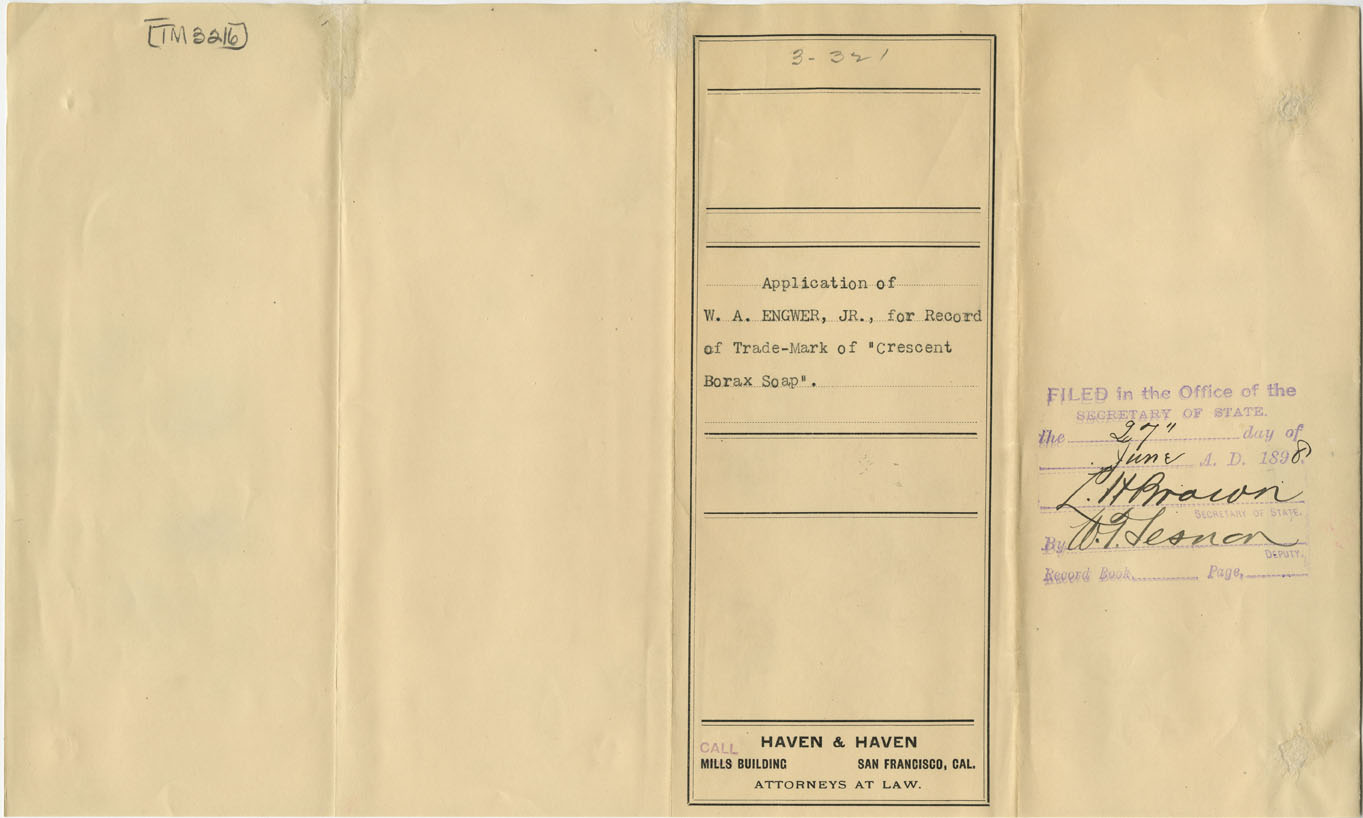 [TM3216]
3-321
Application of
W. A. ENGWER, JR., for Record
of Trade-Mark of "Crescent
Borax Soap".
CALL HAVEN & HAVEN
MILLS BUILDING SAN FRANCISCO, CAL.
ATTORNEYS AT LAW.
FILED in the Office of the
SECRETARY OF STATE.
the 27" day of
June A. D. 1898
L. H. Brown
SECRETARY OF STATE.
By W. T. Sesnon
DEPUTY.
Record Book, Page,